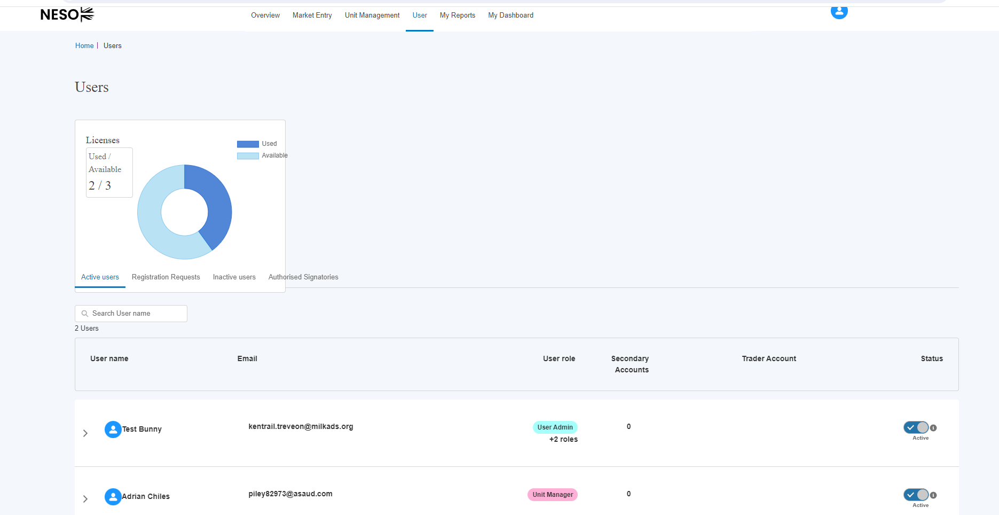 NESO
Overview Market Entry Unit Management User My Reports My Dashboard
Home | Users
Users
Licenses
Used /
Available
2 / 3
Used
Available
Active users Registration Requests Inactive users Authorised Signatories
Search User name
2 Users
User name Email User role Secondary Accounts Trader Account Status
Test Bunny kentrail.treveon@milkads.org User Admin 0
+2 roles
Active
Adrian Chiles piley82973@asaud.com Unit Manager 0
Active